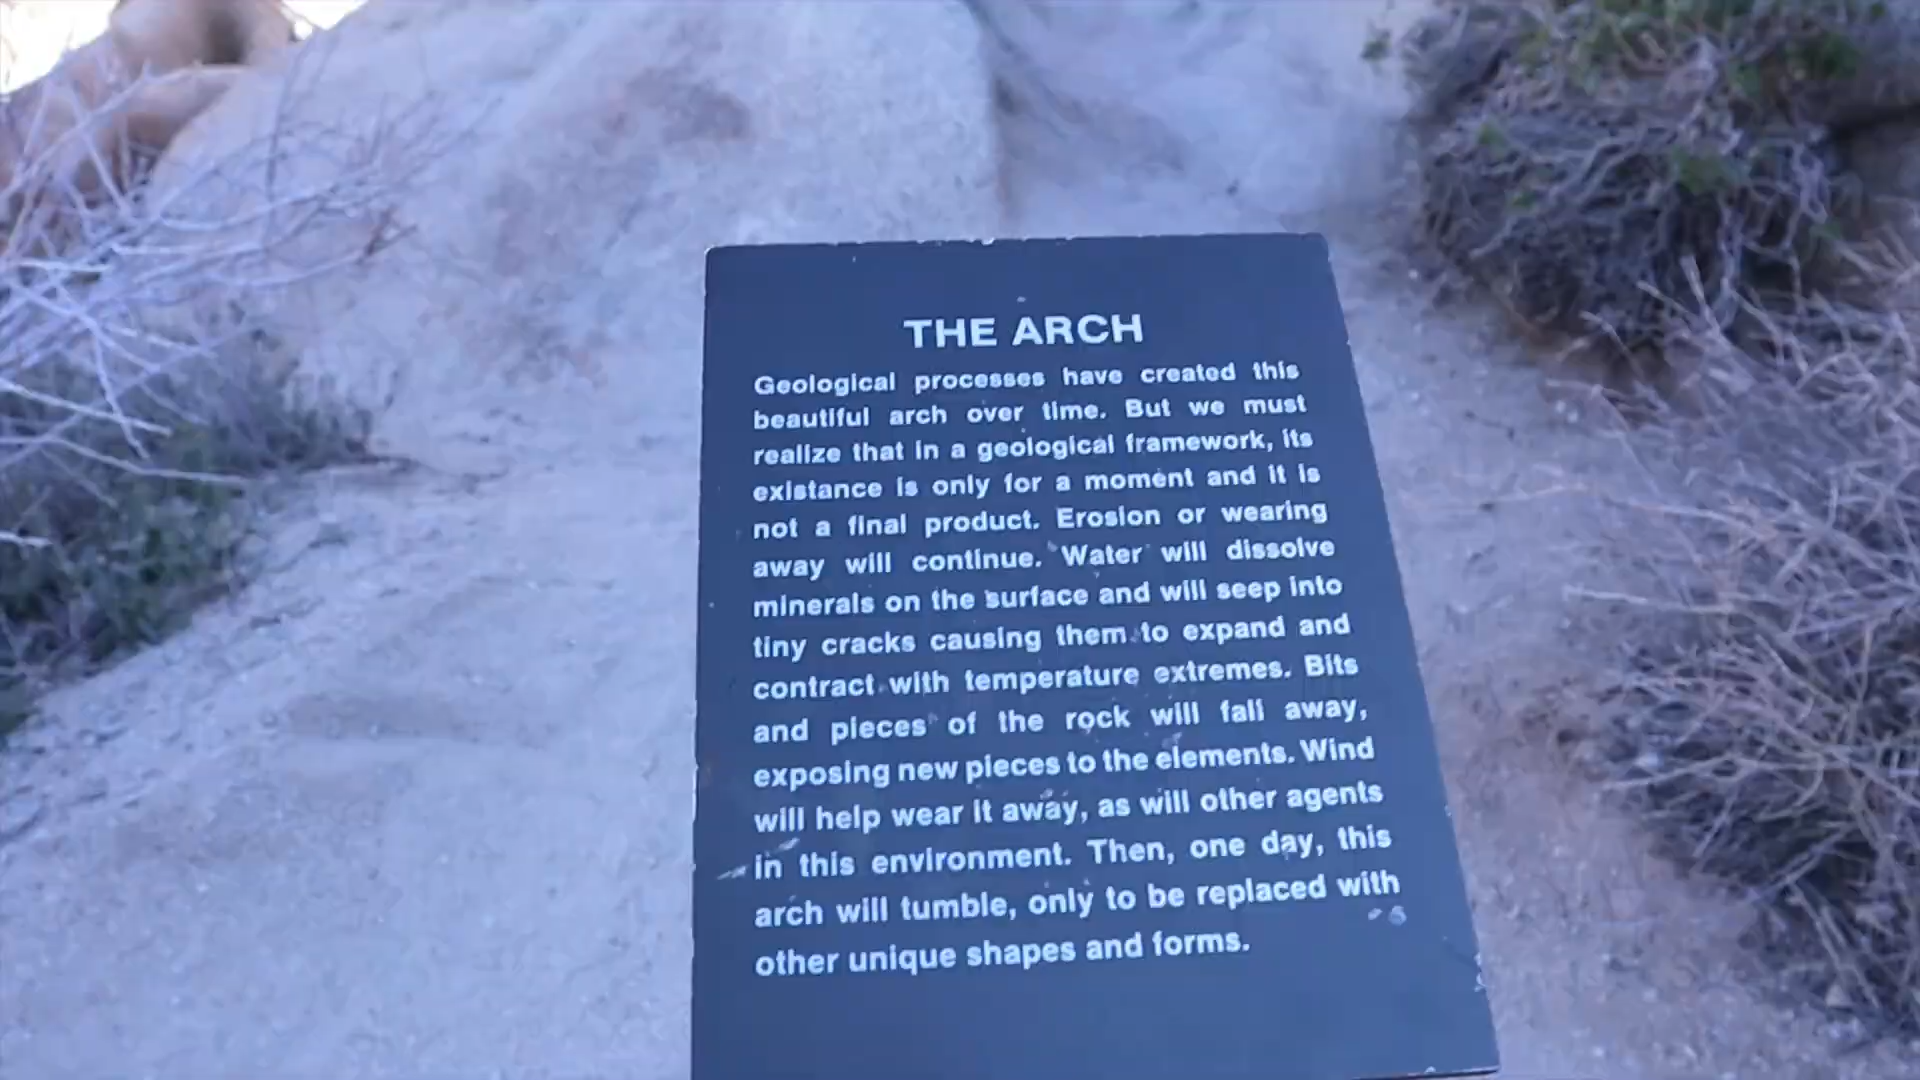 THE ARCH
Geological processes have created this
beautiful arch over time. But we must
realize that in a geological framework, its
existance is only for a moment and it is
not a final product. Erosion or wearing
away will continue. Water will dissolve
minerals on the surface and will seep into
tiny cracks causing them to expand and
contract with temperature extremes. Bits
and pieces of the rock will fall away,
exposing new pieces to the elements. Wind
will help wear it away, as will other agents
in this environment. Then, one day, this
arch will tumble, only to be replaced with
other unique shapes and forms.